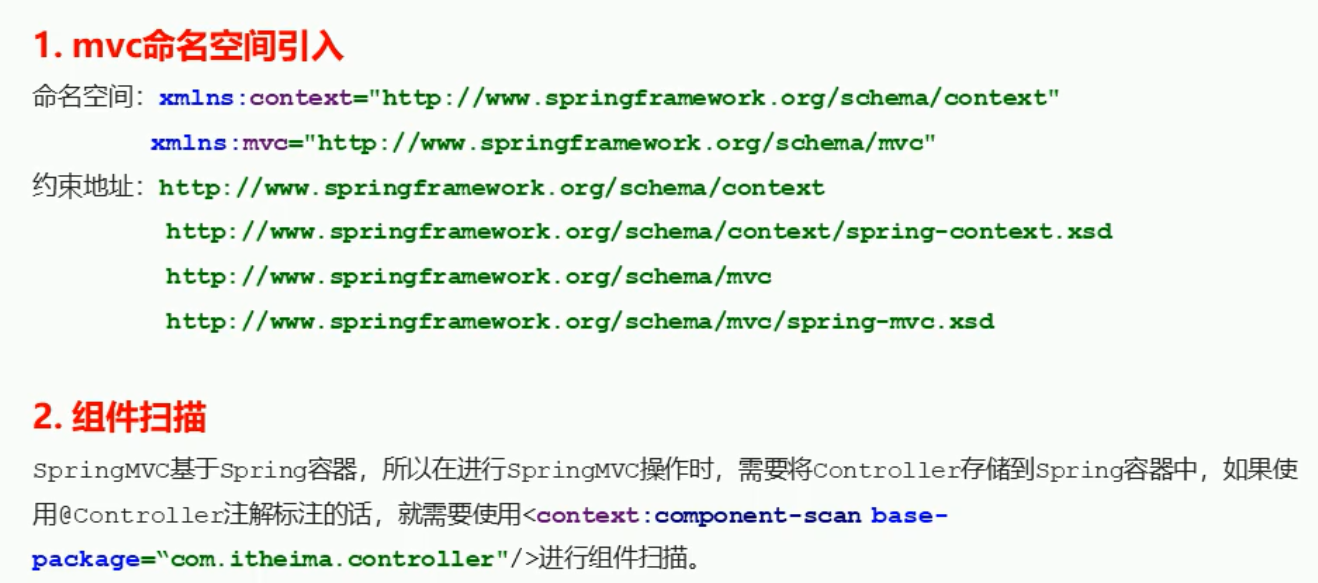 1. mvc命名空间引入
命名空间：xmlns:context="http://www.springframework.org/schema/context"
xmlns:mvc="http://www.springframework.org/schema/mvc"
约束地址：http://www.springframework.org/schema/context
http://www.springframework.org/schema/context/spring-context.xsd
http://www.springframework.org/schema/mvc
http://www.springframework.org/schema/mvc/spring-mvc.xsd
2. 组件扫描
SpringMVC基于Spring容器，所以在进行SpringMVC操作时，需要将Controller存储到Spring容器中，如果使
用@Controller注解标注的话，就需要使用<context:component-scan base-
package=“com.itheima.controller"/>进行组件扫描。